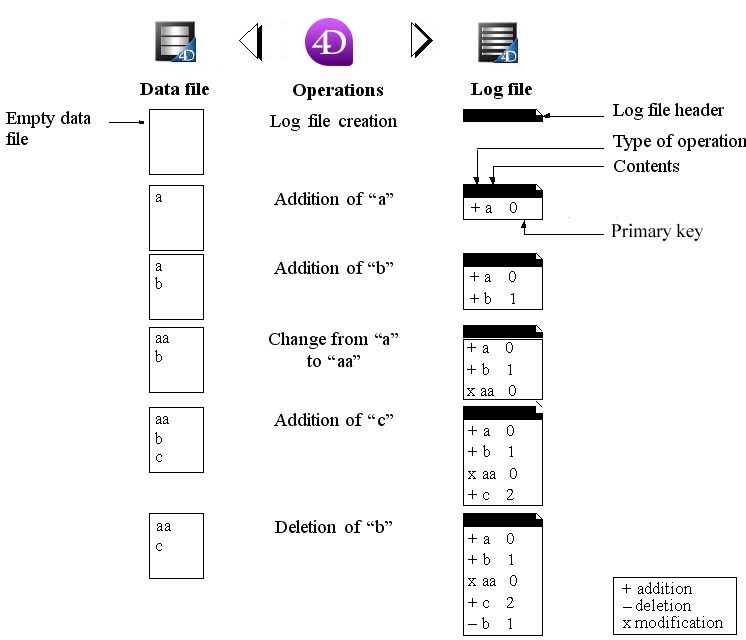 4D
4D
4D
Data file
Operations
Log file
Empty data
file
Log file creation
Log file header
Type of operation
Contents
a
Addition of “a”
+ a 0
Primary key
a
b
Addition of “b”
+ a 0
+ b 1
aa
b
Change from “a”
to “aa”
+ a 0
+ b 1
x aa 0
aa
b
c
Addition of “c”
+ a 0
+ b 1
x aa 0
+ c 2
aa
c
Deletion of “b”
+ a 0
+ b 1
x aa 0
+ c 2
– b 1
+ addition
– deletion
x modification